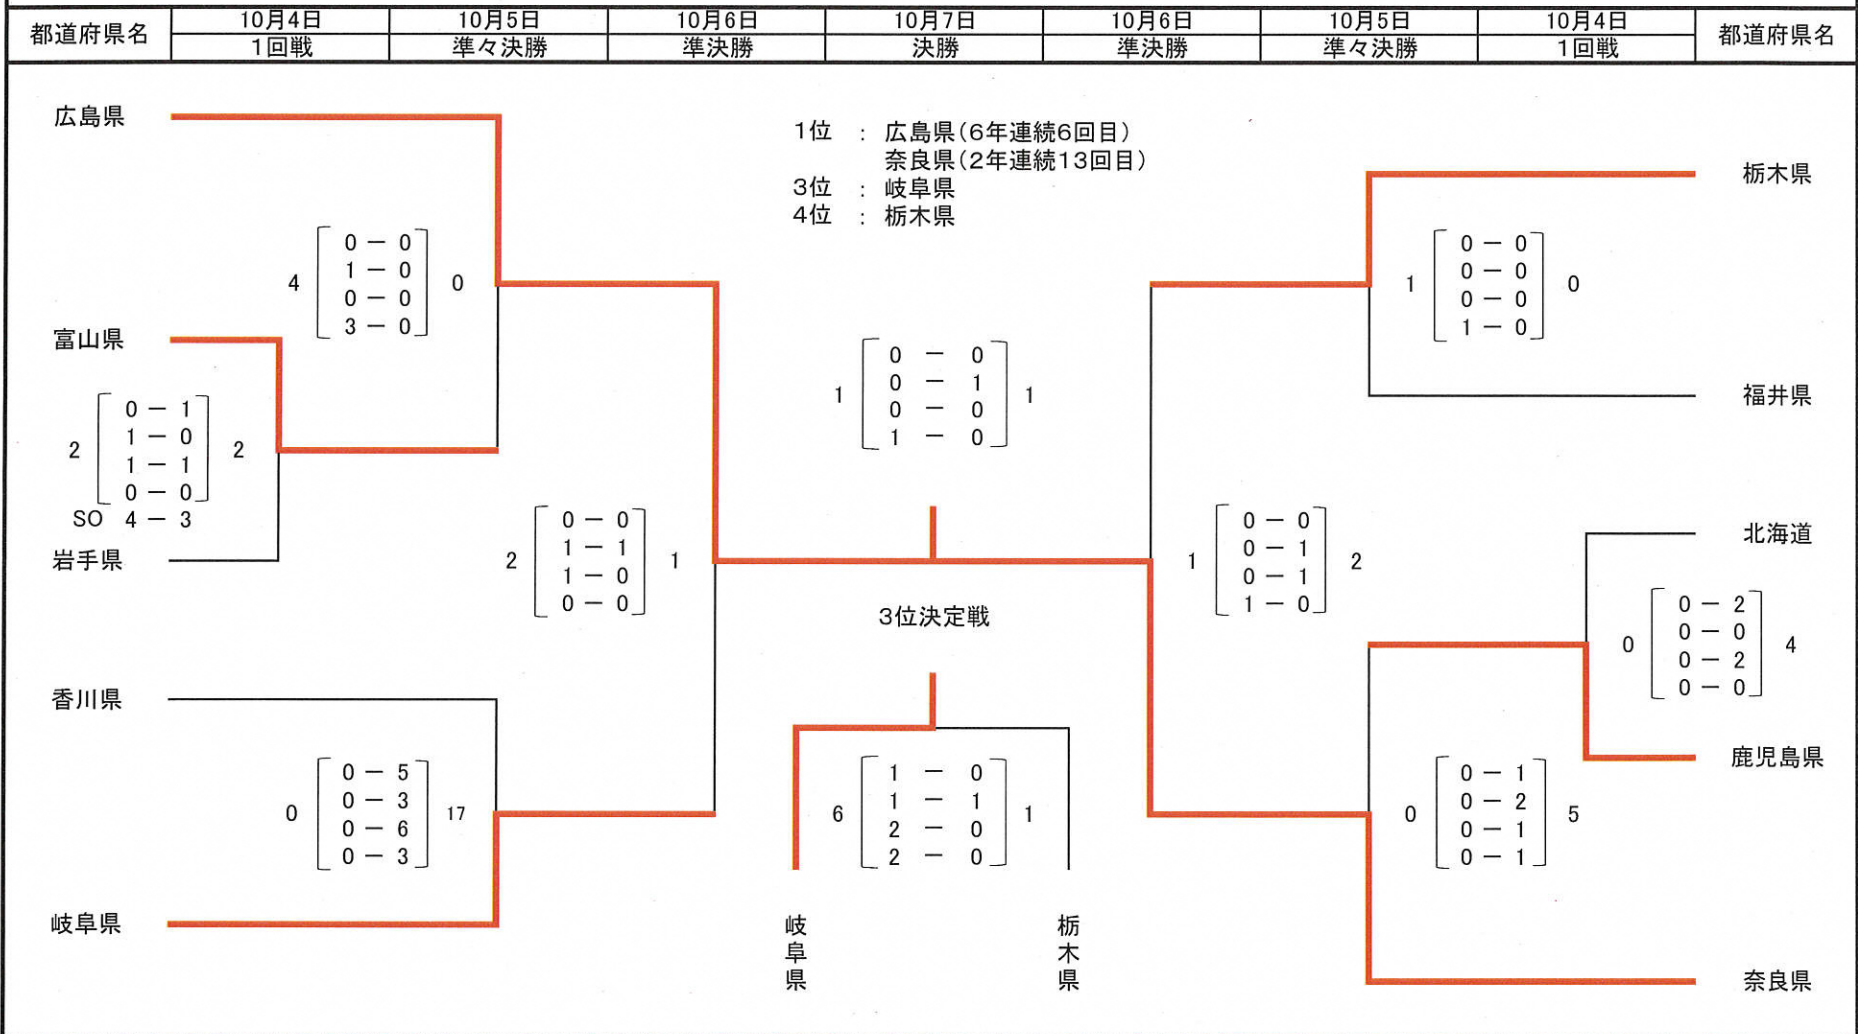 都道府県名 10月4日 10月5日 10月6日 10月7日 10月6日 10月5日 10月4日 都道府県名
1回戦 準々決勝 準決勝 決勝 準決勝 準々決勝 1回戦
広島県
1位 : 広島県(6年連続6回目)
奈良県(2年連続13回目)
3位 : 岐阜県
4位 : 栃木県
栃木県
4 0
0 - 0
1 - 0
0 - 0
3 - 0
1 0
0 - 0
0 - 0
0 - 0
1 - 0
富山県
福井県
1 1
0 - 0
0 - 1
0 - 0
1 - 0
2 2
0 - 1
1 - 0
1 - 1
0 - 0
SO 4 - 3
岩手県
2 1
0 - 0
1 - 1
1 - 0
0 - 0
1 2
0 - 0
0 - 1
0 - 1
1 - 0
北海道
0 4
0 - 2
0 - 0
0 - 2
0 - 0
3位決定戦
香川県
鹿児島県
0 17
0 - 5
0 - 3
0 - 6
0 - 3
6 1
1 - 0
1 - 1
2 - 0
2 - 0
0 5
0 - 1
0 - 2
0 - 1
0 - 1
岐阜県
岐阜県
栃木県
奈良県